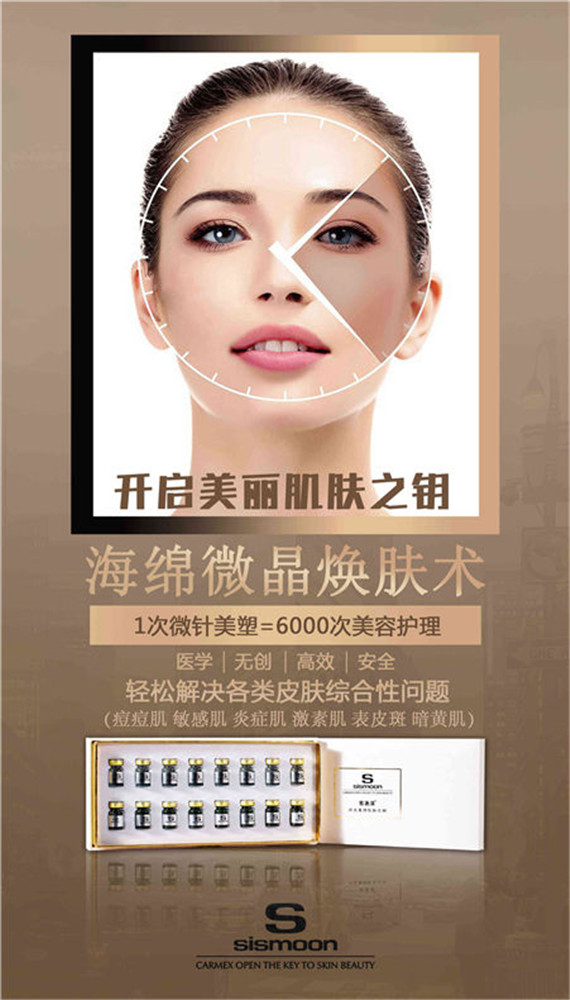 开启美丽肌肤之钥
海绵微晶焕肤术
1次微针美塑=6000次美容护理
医学｜无创｜高效｜安全
轻松解决各类皮肤综合性问题
(痘痘肌 敏感肌 炎症肌 激素肌 表皮斑 暗黄肌)
S
sismoon
S
sismoon
CARMEX OPEN THE KEY TO SKIN BEAUTY